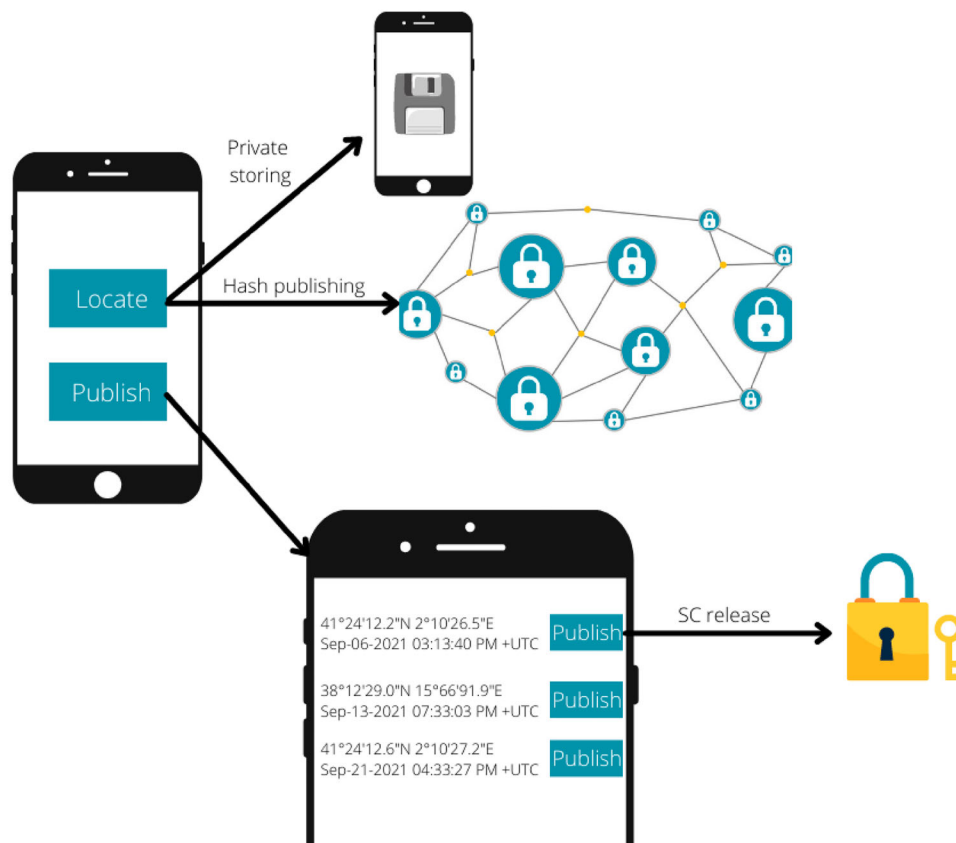 Private
storing
Locate
Hash publishing
Publish
41°24'12.2"N 2°10'26.5"E
Sep-06-2021 03:13:40 PM +UTC
Publish
SC release
38°12'29.0"N 15°66'91.9"E
Sep-13-2021 07:33:03 PM +UTC
Publish
41°24'12.6"N 2°10'27.2"E
Sep-21-2021 04:33:27 PM +UTC
Publish